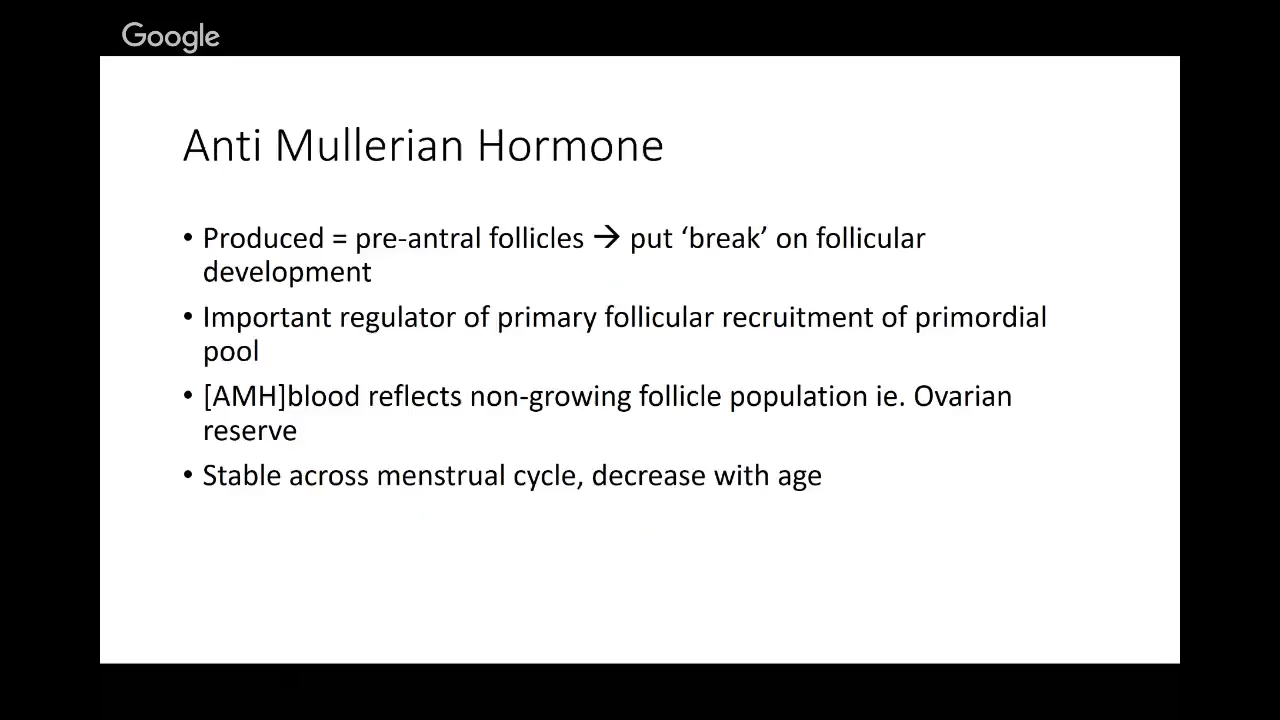 Google
Anti Mullerian Hormone
• Produced = pre-antral follicles → put ‘break’ on follicular
development
• Important regulator of primary follicular recruitment of primordial
pool
• [AMH]blood reflects non-growing follicle population ie. Ovarian
reserve
• Stable across menstrual cycle, decrease with age